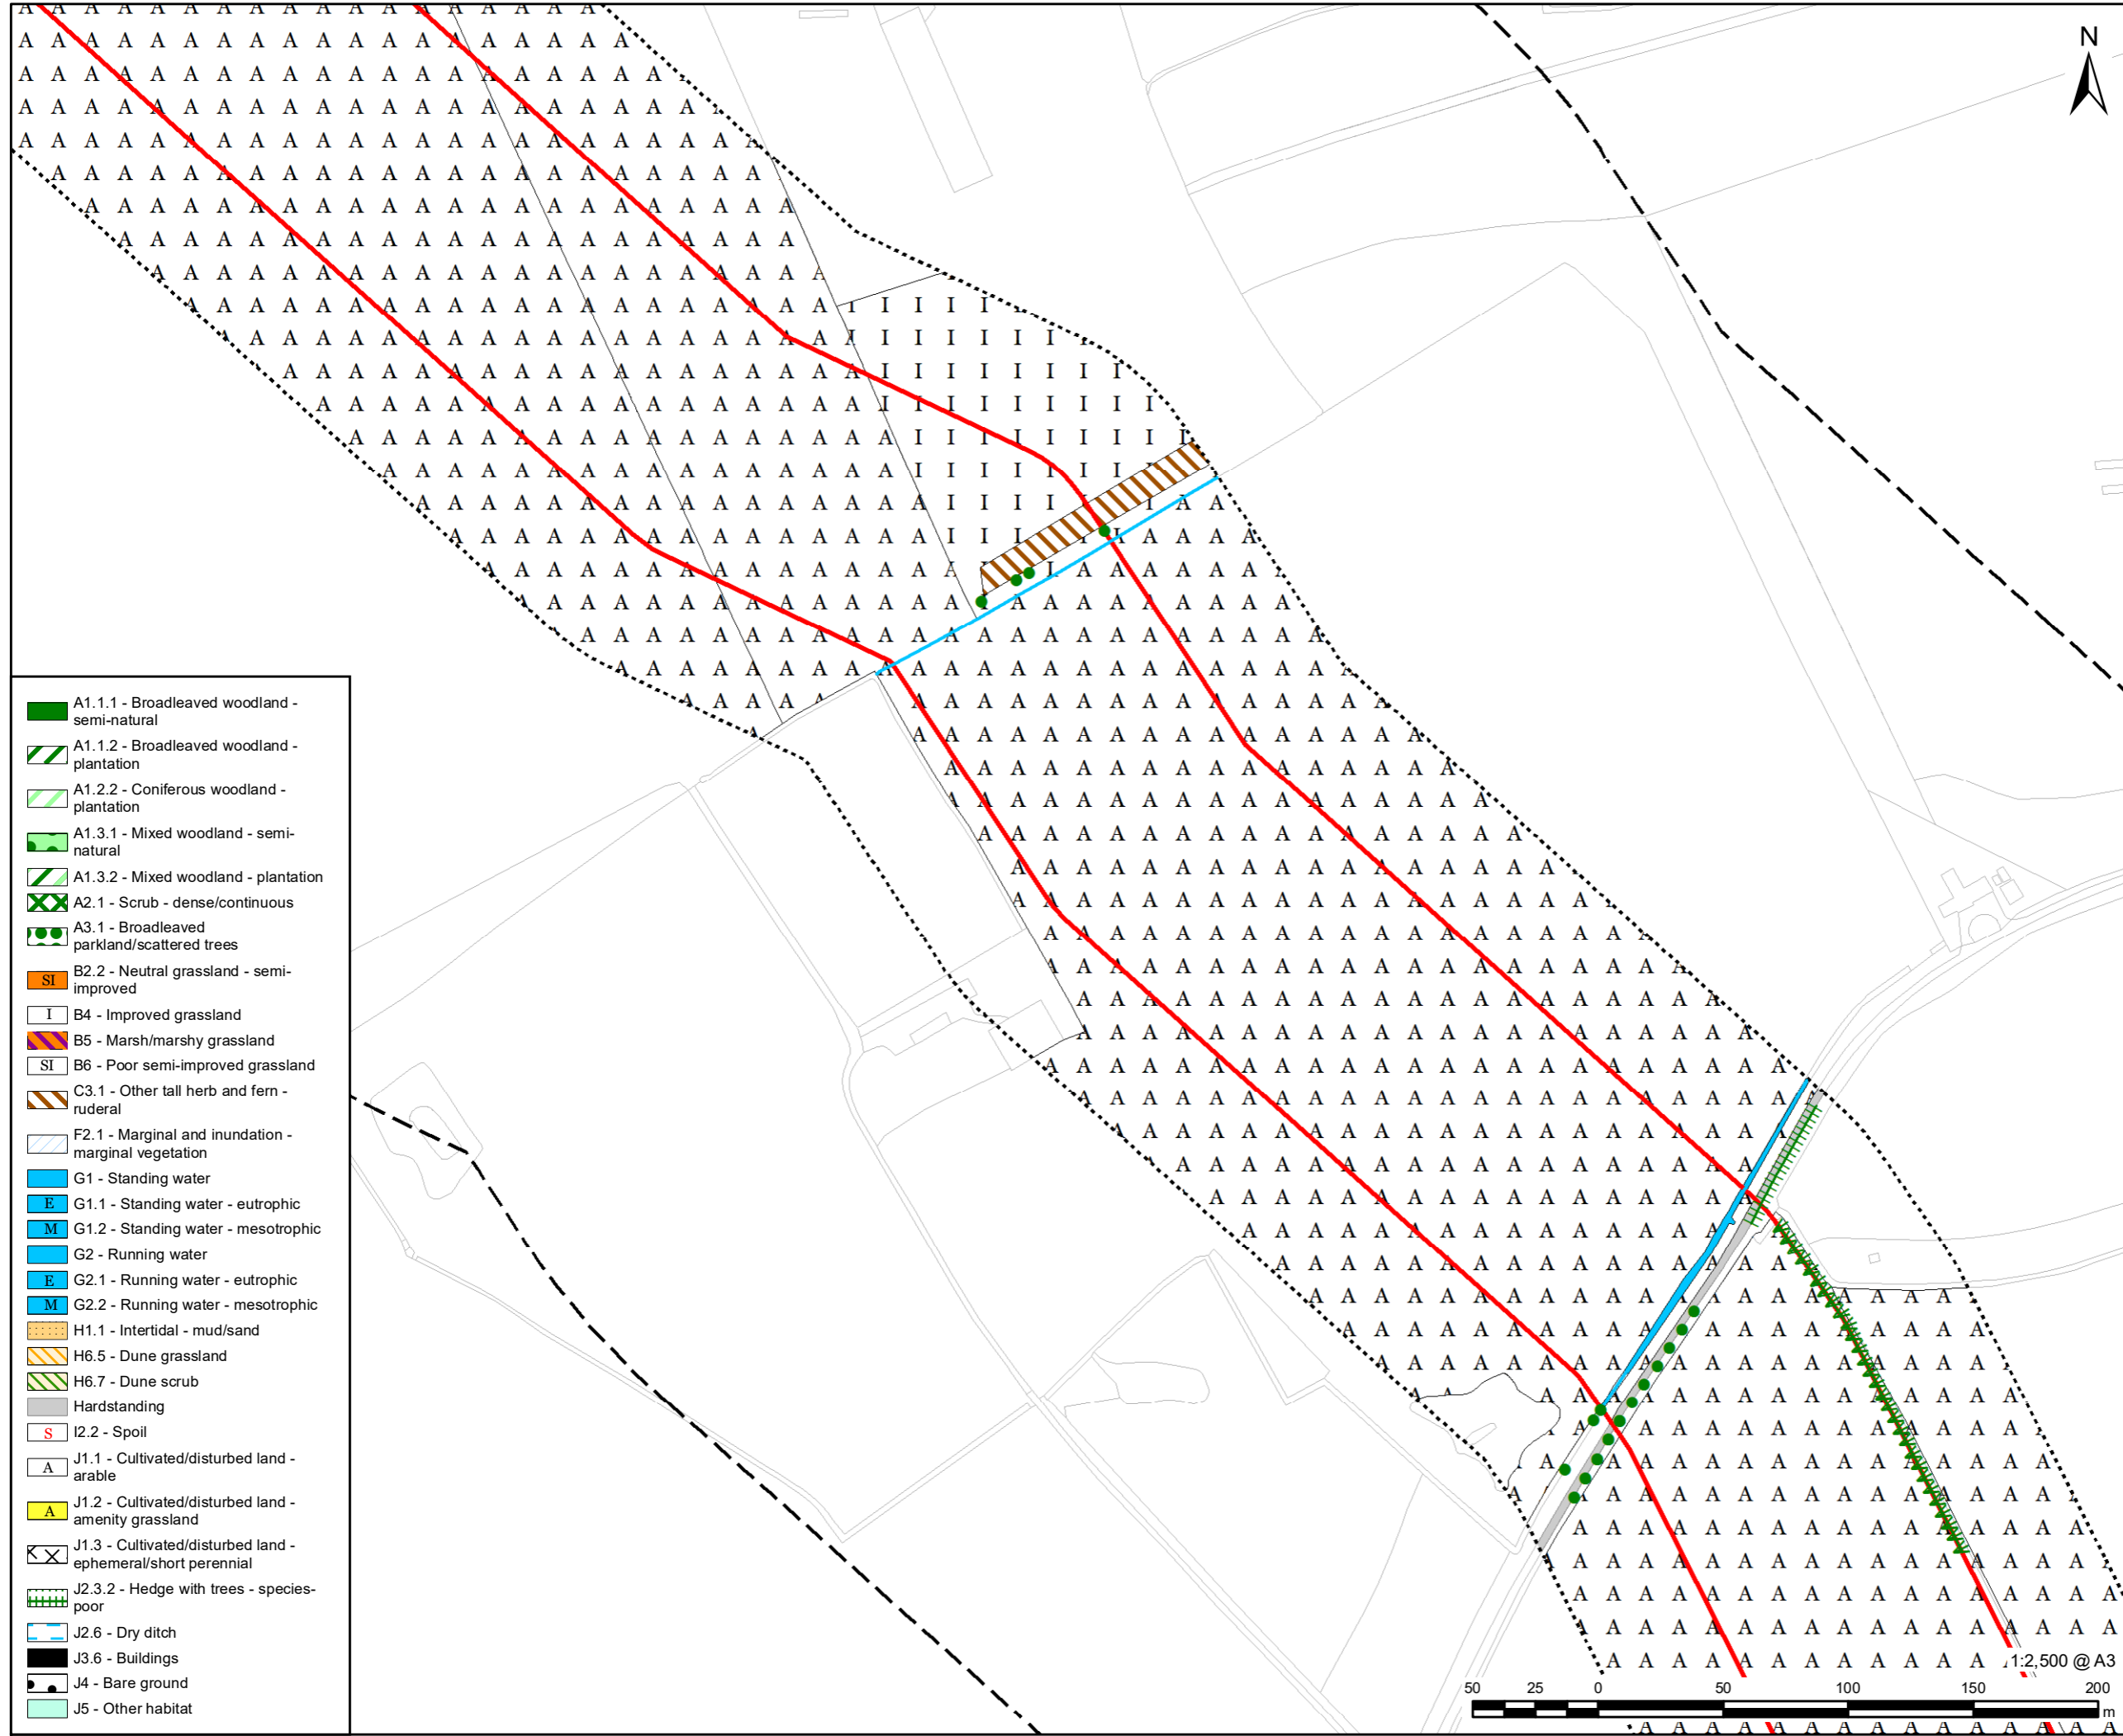 N
A1.1.1 - Broadleaved woodland -
semi-natural
A1.1.2 - Broadleaved woodland -
plantation
A1.2.2 - Coniferous woodland -
plantation
A1.3.1 - Mixed woodland - semi-
natural
A1.3.2 - Mixed woodland - plantation
A2.1 - Scrub - dense/continuous
A3.1 - Broadleaved
parkland/scattered trees
SI B2.2 - Neutral grassland - semi-
improved
I B4 - Improved grassland
B5 - Marsh/marshy grassland
SI B6 - Poor semi-improved grassland
C3.1 - Other tall herb and fern -
ruderal
F2.1 - Marginal and inundation -
marginal vegetation
G1 - Standing water
E G1.1 - Standing water - eutrophic
M G1.2 - Standing water - mesotrophic
G2 - Running water
E G2.1 - Running water - eutrophic
M G2.2 - Running water - mesotrophic
H1.1 - Intertidal - mud/sand
H6.5 - Dune grassland
H6.7 - Dune scrub
Hardstanding
S I2.2 - Spoil
A J1.1 - Cultivated/disturbed land -
arable
A J1.2 - Cultivated/disturbed land -
amenity grassland
J1.3 - Cultivated/disturbed land -
ephemeral/short perennial
J2.3.2 - Hedge with trees - species-
poor
J2.6 - Dry ditch
J3.6 - Buildings
J4 - Bare ground
J5 - Other habitat
1:2,500 @ A3
50 25 0 50 100 150 200
m